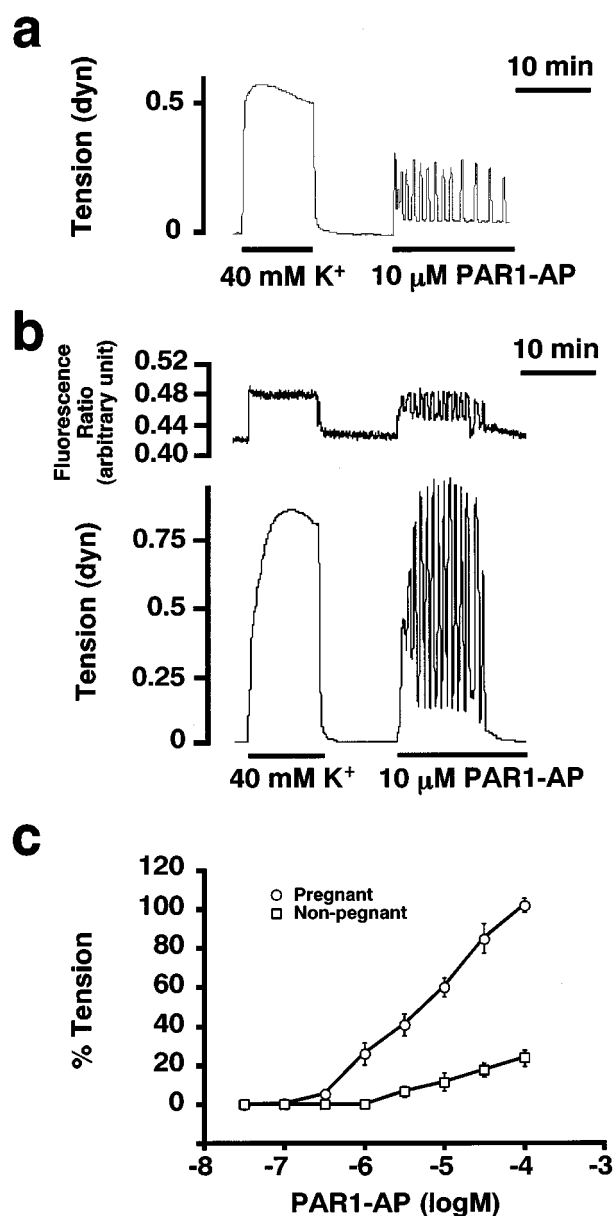 a
10 min
Tension (dyn)
0.5
0
40 mM K+
10 μM PAR1-AP
b
10 min
Fluorescence
Ratio
(arbitrary unit)
0.52
0.48
0.44
0.40
Tension (dyn)
0.75
0.5
0.25
0
40 mM K+
10 μM PAR1-AP
c
% Tension
120
100
80
60
40
20
0
Pregnant
Non-pegnant
-8 -7 -6 -5 -4 -3
PAR1-AP (logM)